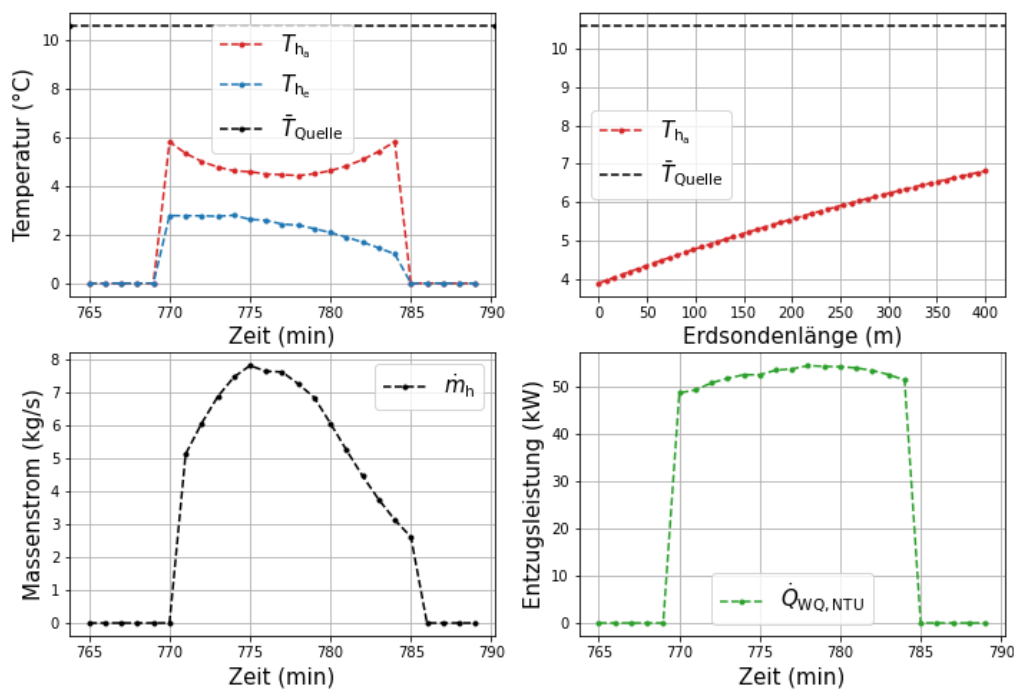 Temperatur (°C)
10
8
6
4
2
0
T_ha
T_he
T̄_Quelle
765 770 775 780 785 790
Zeit (min)
10
9
8
7
6
5
4
T_ha
T̄_Quelle
0 50 100 150 200 250 300 350 400
Erdsondenlänge (m)
Massenstrom (kg/s)
8
7
6
5
4
3
2
1
0
ṁ_h
765 770 775 780 785 790
Zeit (min)
Entzugsleistung (kW)
50
40
30
20
10
0
Q̇_WQ, NTU
765 770 775 780 785 790
Zeit (min)